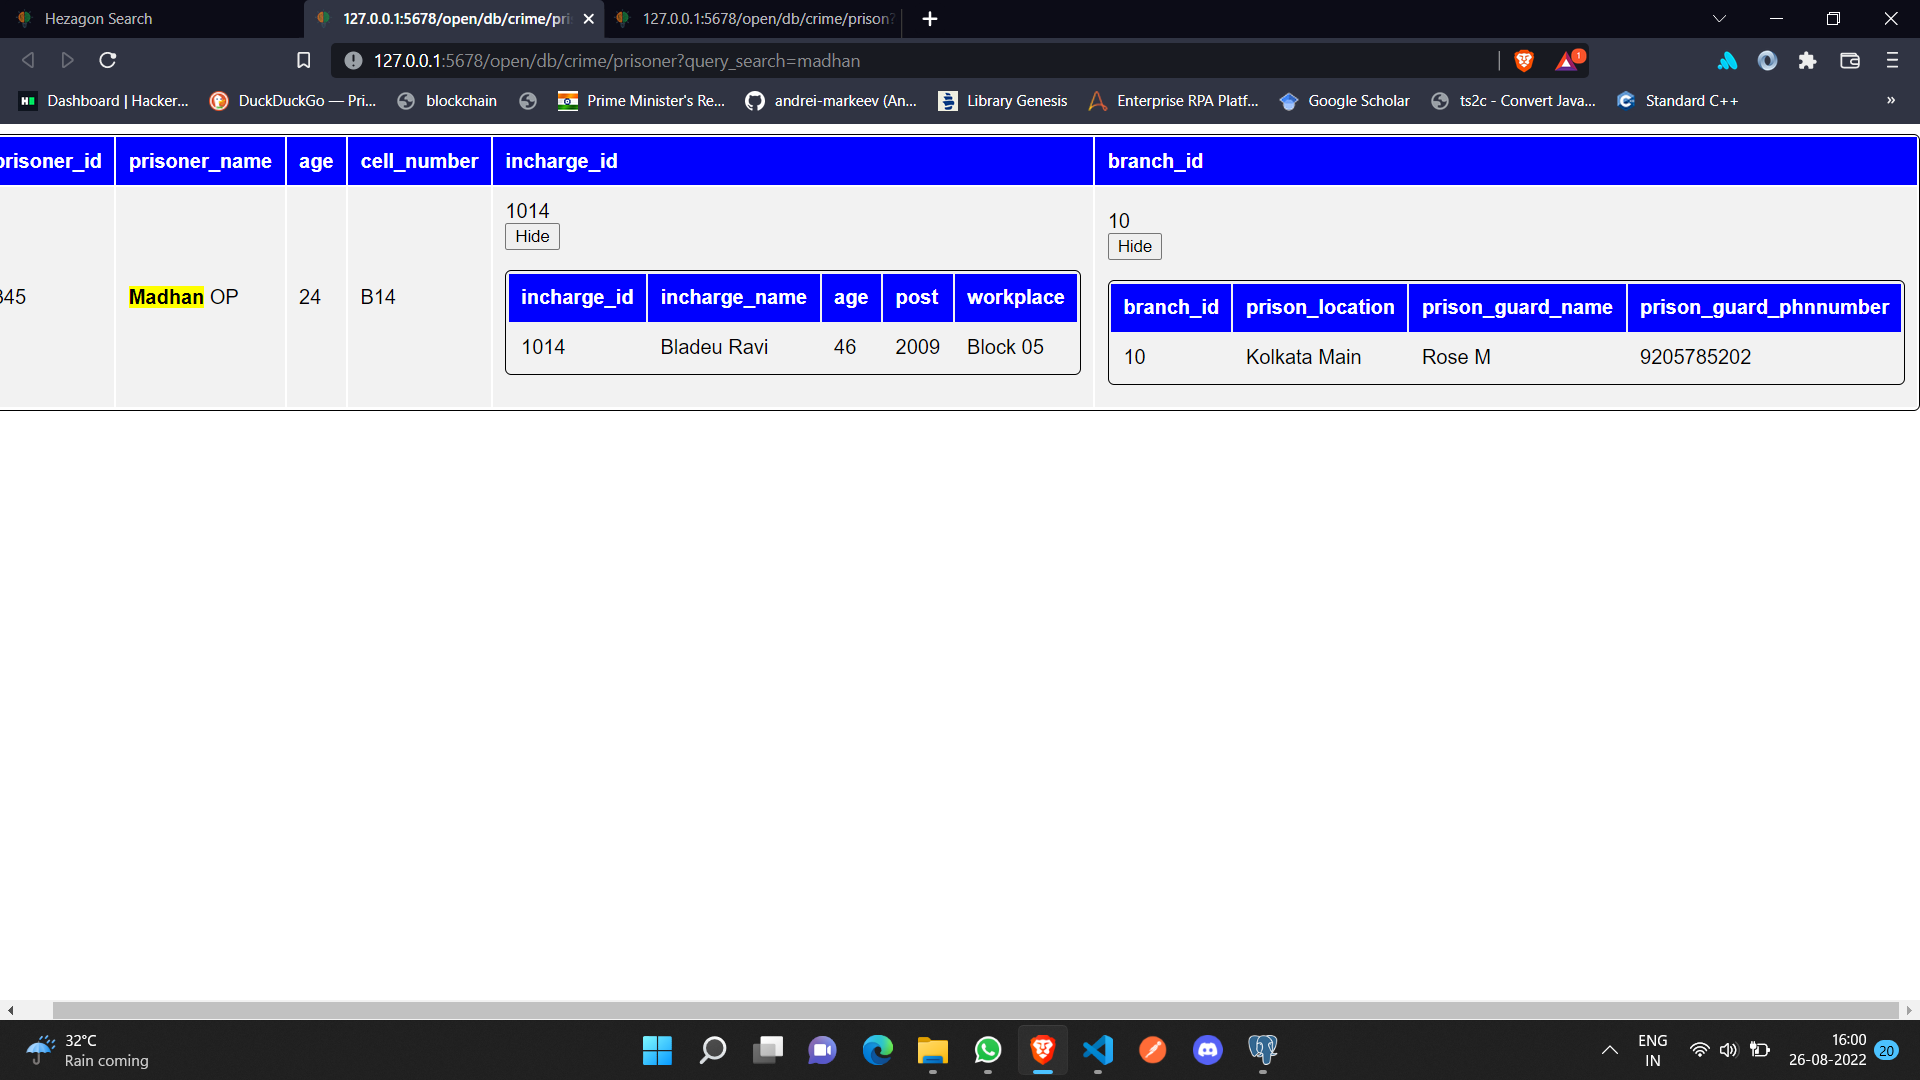 Hezagon Search
127.0.0.1:5678/open/db/crime/pri
127.0.0.1:5678/open/db/crime/prison?
127.0.0.1:5678/open/db/crime/prisoner?query_search=madhan
1
Dashboard | Hacker...
DuckDuckGo — Pri...
blockchain
Prime Minister's Re...
andrei-markeev (An...
Library Genesis
Enterprise RPA Platf...
Google Scholar
ts2c - Convert Java...
Standard C++
»
prisoner_id prisoner_name age cell_number incharge_id branch_id
345 Madhan OP 24 B14
1014
Hide
incharge_id incharge_name age post workplace
1014 Bladeu Ravi 46 2009 Block 05
10
Hide
branch_id prison_location prison_guard_name prison_guard_phnnumber
10 Kolkata Main Rose M 9205785202
32°C
Rain coming
ENG
IN
16:00
26-08-2022
20